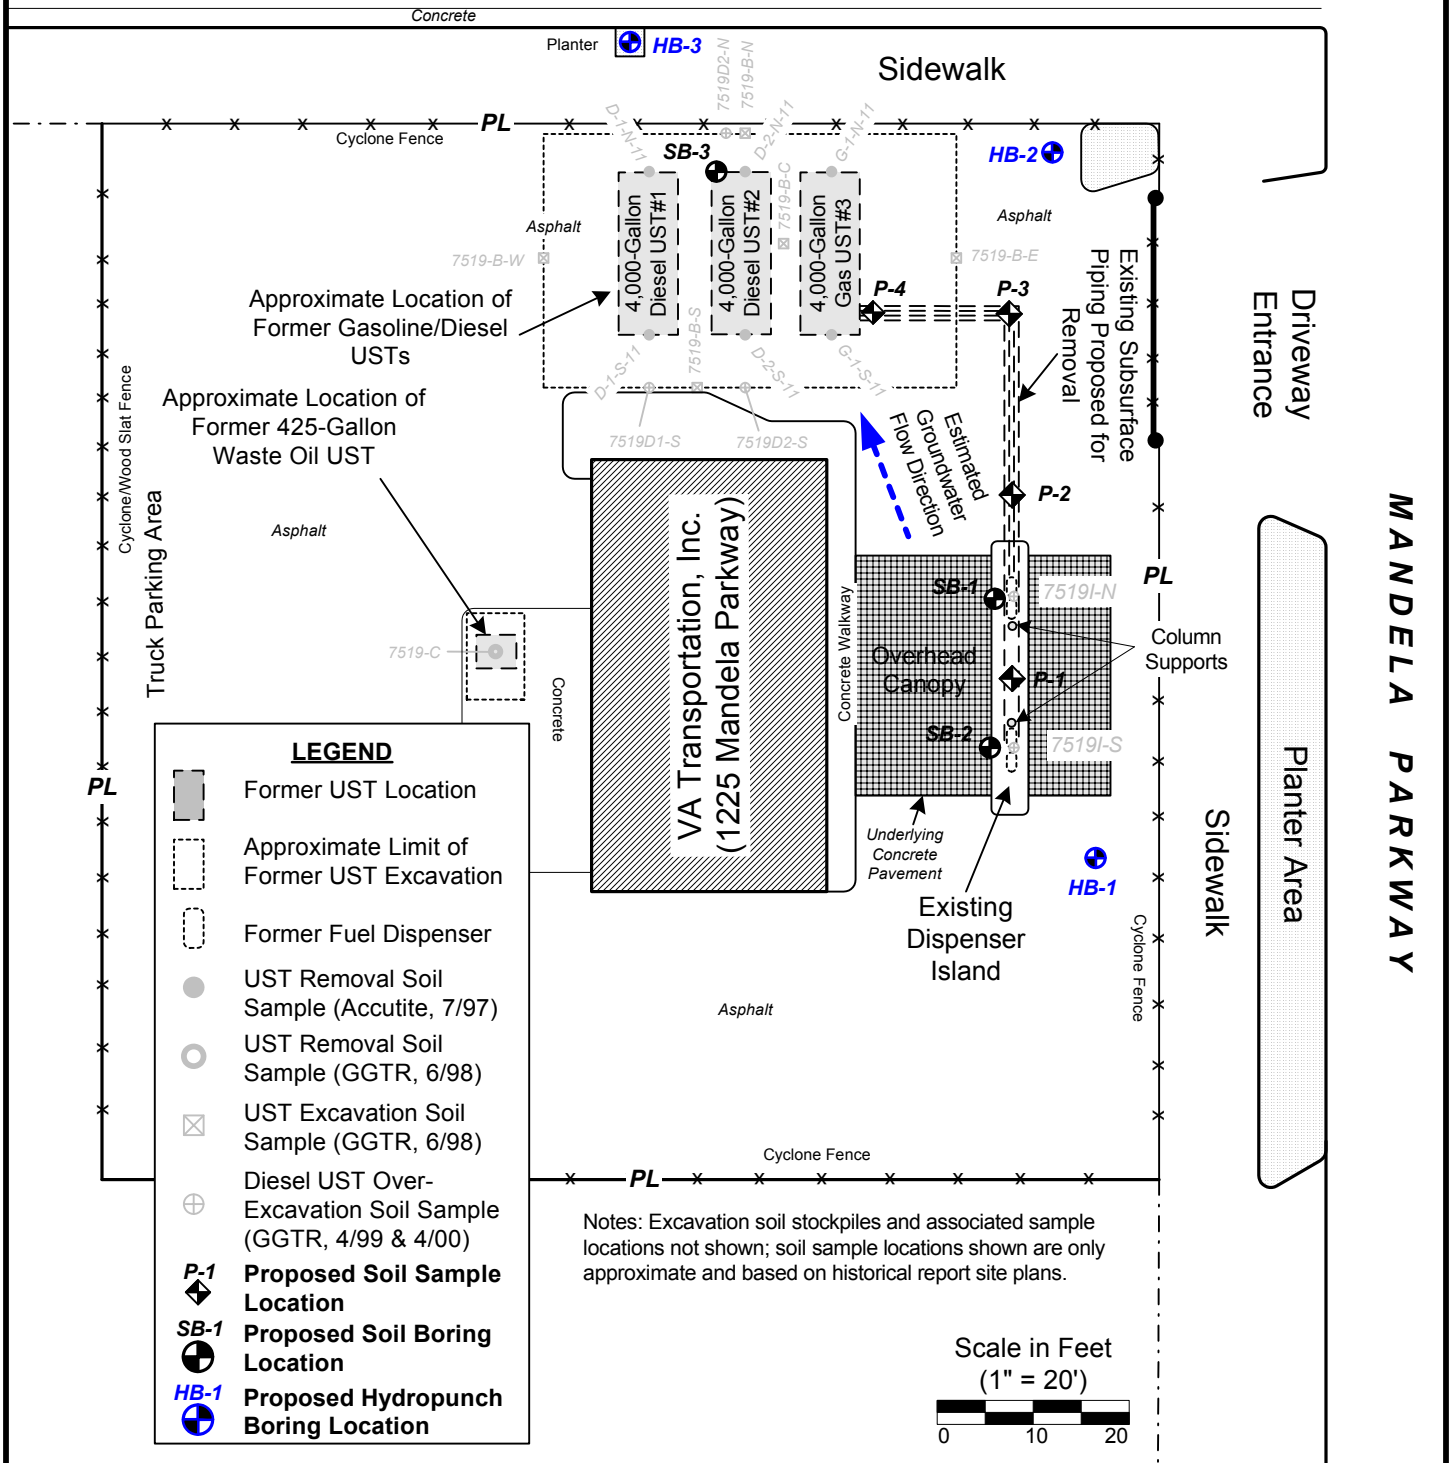 Concrete
Planter
HB-3
Sidewalk
7519D2-N
7519-B-N
PL
Cyclone Fence
D-1-N-11
D-2-N-11
G-1-N-11
SB-3
HB-2
Asphalt
Asphalt
4,000-Gallon
Diesel UST#1
4,000-Gallon
Diesel UST#2
7519-B-C
4,000-Gallon
Gas UST#3
7519-B-W
7519-B-E
Approximate Location of
Former Gasoline/Diesel
USTs
P-4
P-3
Existing Subsurface
Piping Proposed for
Removal
Driveway
Entrance
D-1-S-11
7519-B-S
D-2-S-11
G-1-S-11
7519D1-S
7519D2-S
Approximate Location of
Former 425-Gallon
Waste Oil UST
Cyclone/Wood Slat Fence
Truck Parking Area
Asphalt
Estimated
Groundwater
Flow Direction
P-2
VA Transportation, Inc.
(1225 Mandela Parkway)
Concrete Walkway
PL
SB-1
7519I-N
Column
Supports
Overhead
Canopy
P-1
SB-2
7519I-S
7519-C
Concrete
Underlying
Concrete
Pavement
Existing
Dispenser
Island
HB-1
Cyclone Fence
Sidewalk
Planter Area
MANDELA PARKWAY
PL
Asphalt
LEGEND
Former UST Location
Approximate Limit of
Former UST Excavation
Former Fuel Dispenser
UST Removal Soil
Sample (Accutite, 7/97)
UST Removal Soil
Sample (GGTR, 6/98)
UST Excavation Soil
Sample (GGTR, 6/98)
Diesel UST Over-
Excavation Soil Sample
(GGTR, 4/99 & 4/00)
P-1 Proposed Soil Sample
Location
SB-1 Proposed Soil Boring
Location
HB-1 Proposed Hydropunch
Boring Location
Cyclone Fence
PL
Notes: Excavation soil stockpiles and associated sample
locations not shown; soil sample locations shown are only
approximate and based on historical report site plans.
Scale in Feet
(1" = 20')
0 10 20